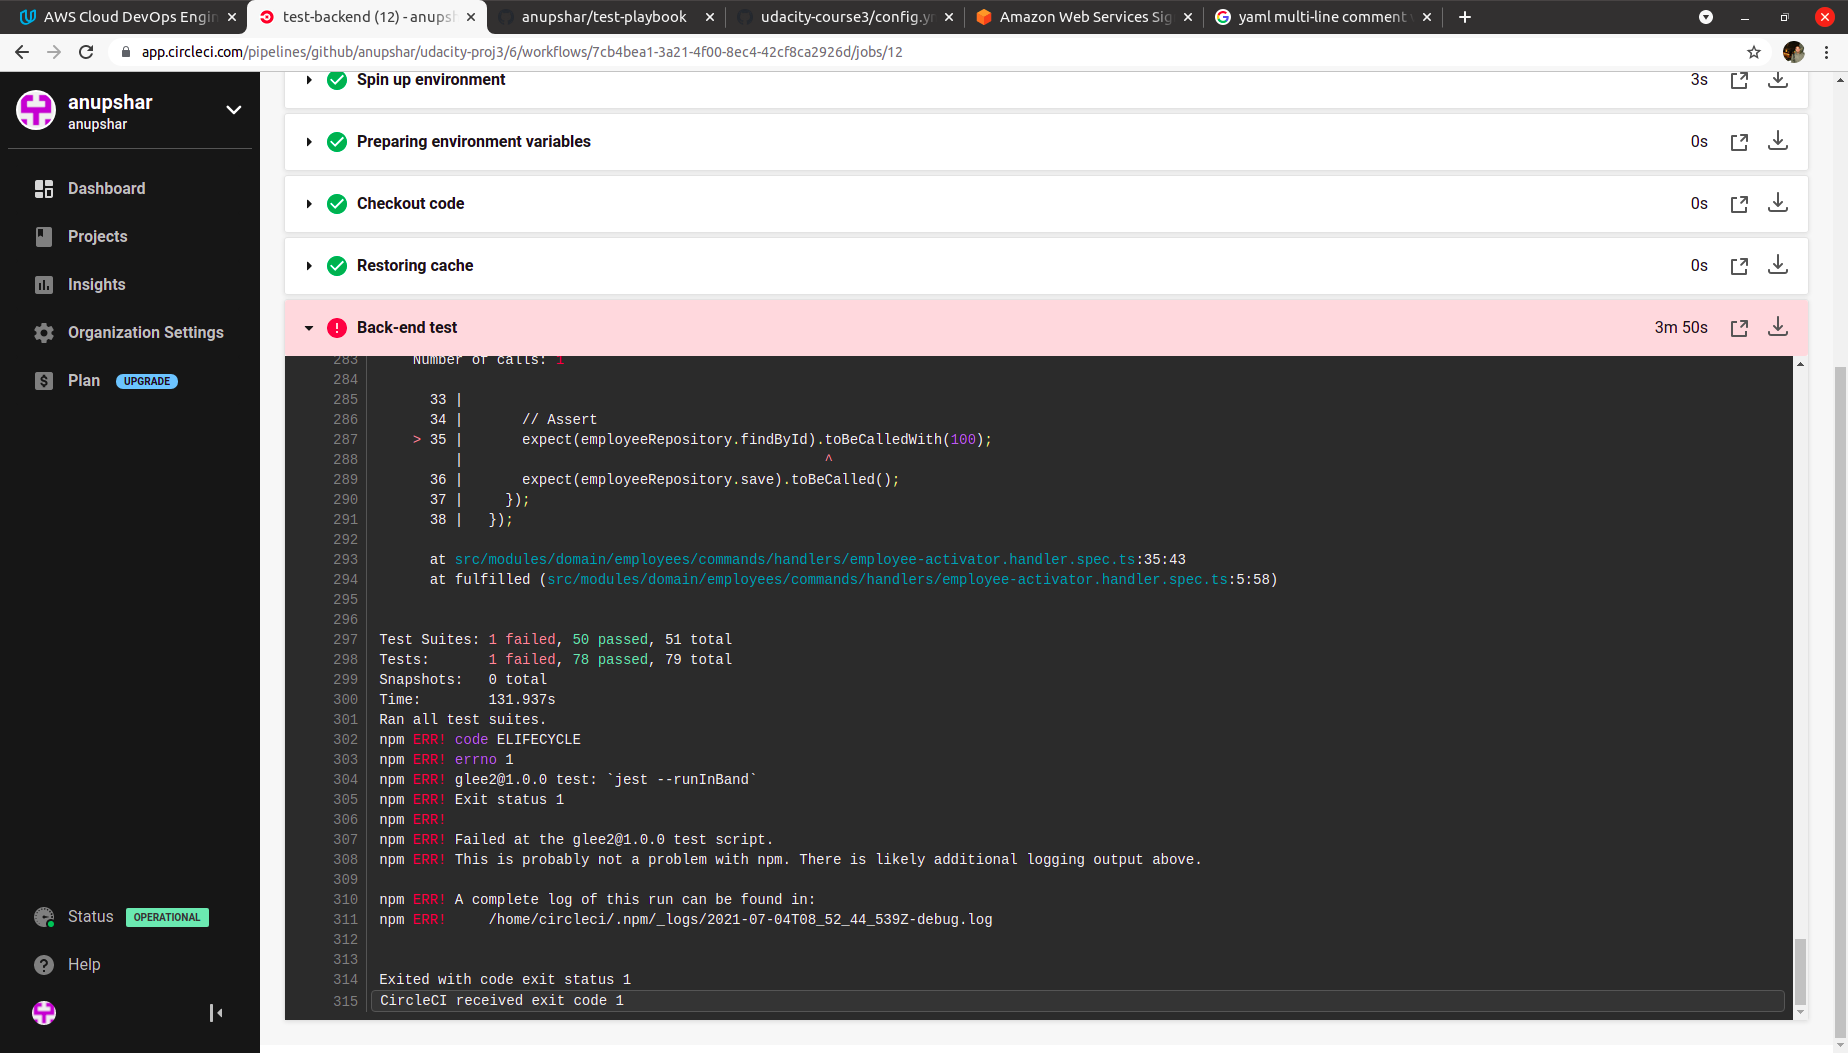 AWS Cloud DevOps Engin
test-backend (12) - anupsh
anupshar/test-playbook
udacity-course3/config.y
Amazon Web Services Sig
yaml multi-line comment
app.circleci.com/pipelines/github/anupshar/udacity-proj3/6/workflows/7cb4bea1-3a21-4f00-8ec4-42cf8ca2926d/jobs/12
anupshar
anupshar
Dashboard
Projects
Insights
Organization Settings
Plan UPGRADE
Status OPERATIONAL
Help
Spin up environment 3s
Preparing environment variables 0s
Checkout code 0s
Restoring cache 0s
Back-end test 3m 50s
283 Number of calls: 1
284
285 33 |
286 34 | // Assert
287 > 35 | expect(employeeRepository.findById).toBeCalledWith(100);
288 | ^
289 36 | expect(employeeRepository.save).toBeCalled();
290 37 | });
291 38 | });
292
293 at src/modules/domain/employees/commands/handlers/employee-activator.handler.spec.ts:35:43
294 at fulfilled (src/modules/domain/employees/commands/handlers/employee-activator.handler.spec.ts:5:58)
295
296
297 Test Suites: 1 failed, 50 passed, 51 total
298 Tests: 1 failed, 78 passed, 79 total
299 Snapshots: 0 total
300 Time: 131.937s
301 Ran all test suites.
302 npm ERR! code ELIFECYCLE
303 npm ERR! errno 1
304 npm ERR! glee2@1.0.0 test: `jest --runInBand`
305 npm ERR! Exit status 1
306 npm ERR!
307 npm ERR! Failed at the glee2@1.0.0 test script.
308 npm ERR! This is probably not a problem with npm. There is likely additional logging output above.
309
310 npm ERR! A complete log of this run can be found in:
311 npm ERR! /home/circleci/.npm/_logs/2021-07-04T08_52_44_539Z-debug.log
312
313
314 Exited with code exit status 1
315 CircleCI received exit code 1